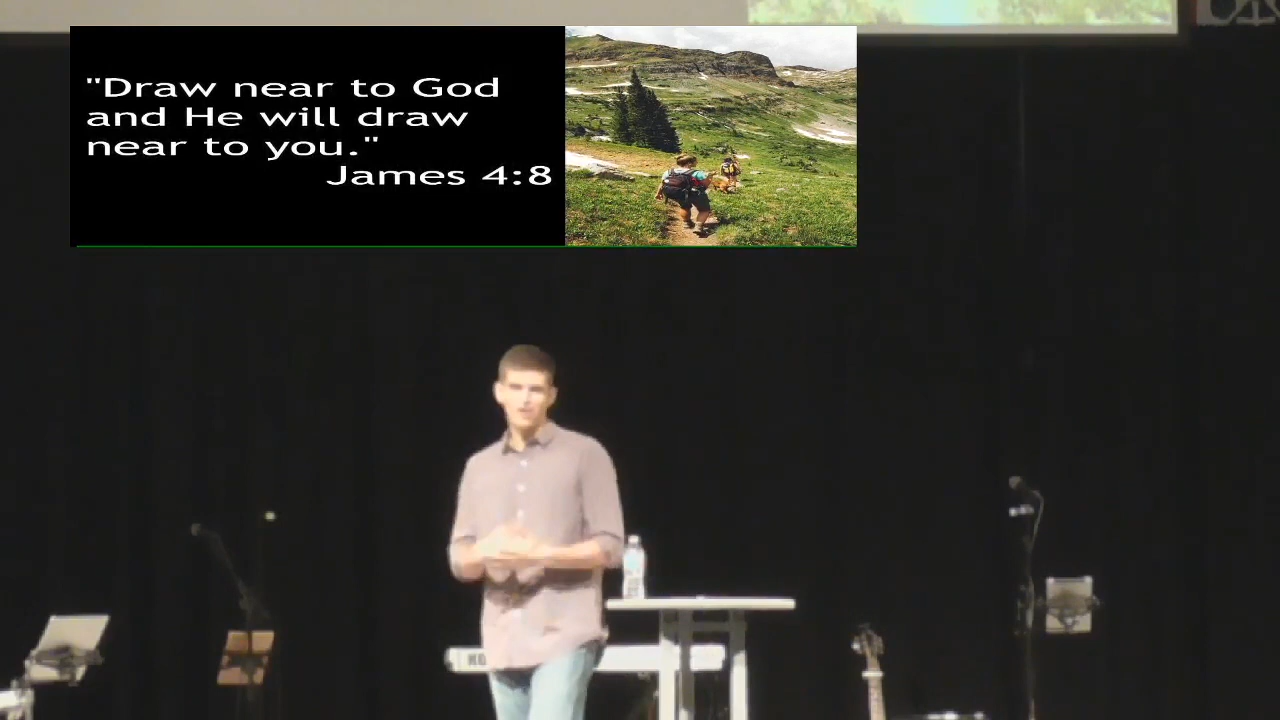 "Draw near to God
and He will draw
near to you."
James 4:8